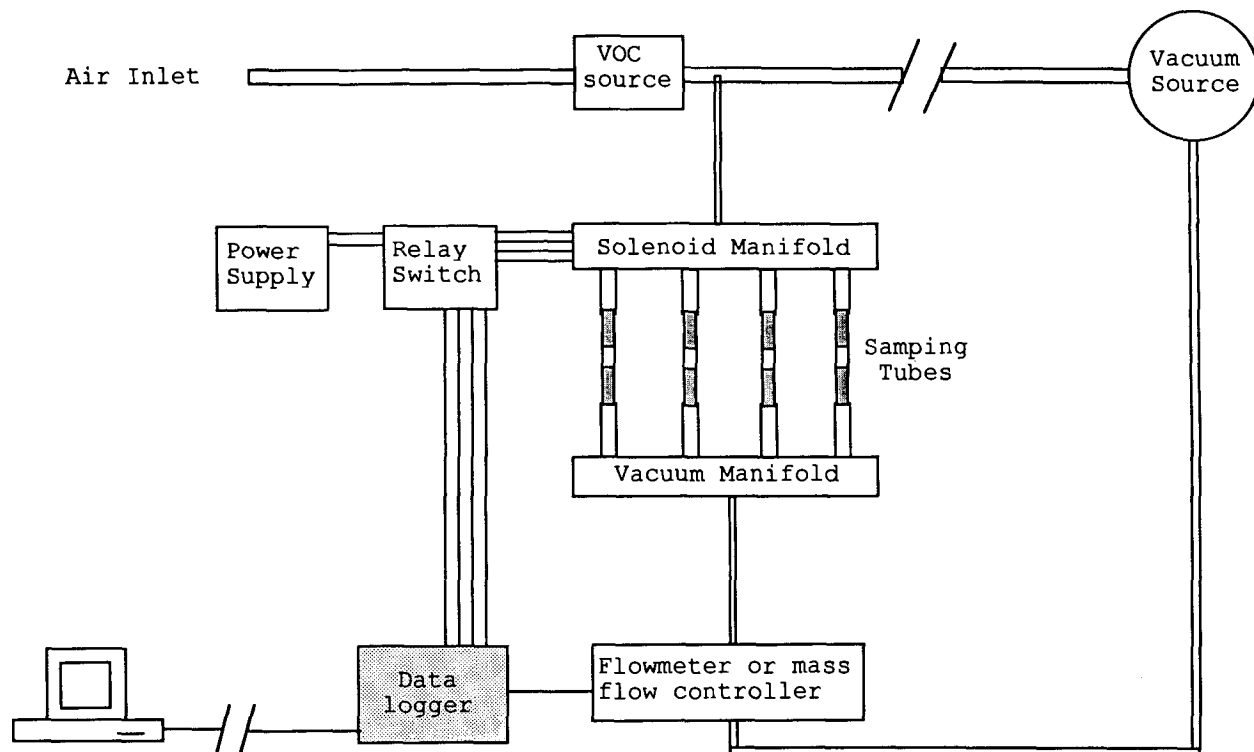 Air Inlet
VOC
source
Vacuum
Source
Power
Supply
Relay
Switch
Solenoid Manifold
Samping
Tubes
Vacuum Manifold
Data
logger
Flowmeter or mass
flow controller